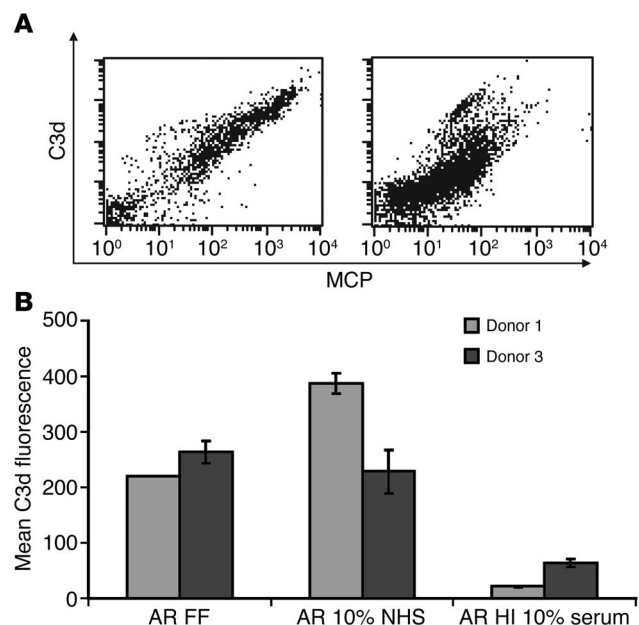 A
C3d
10⁰ 10¹ 10² 10³ 10⁴
10⁰ 10¹ 10² 10³ 10⁴
MCP
B
Mean C3d fluorescence
500
400
300
200
100
0
Donor 1
Donor 3
AR FF
AR 10% NHS
AR HI 10% serum